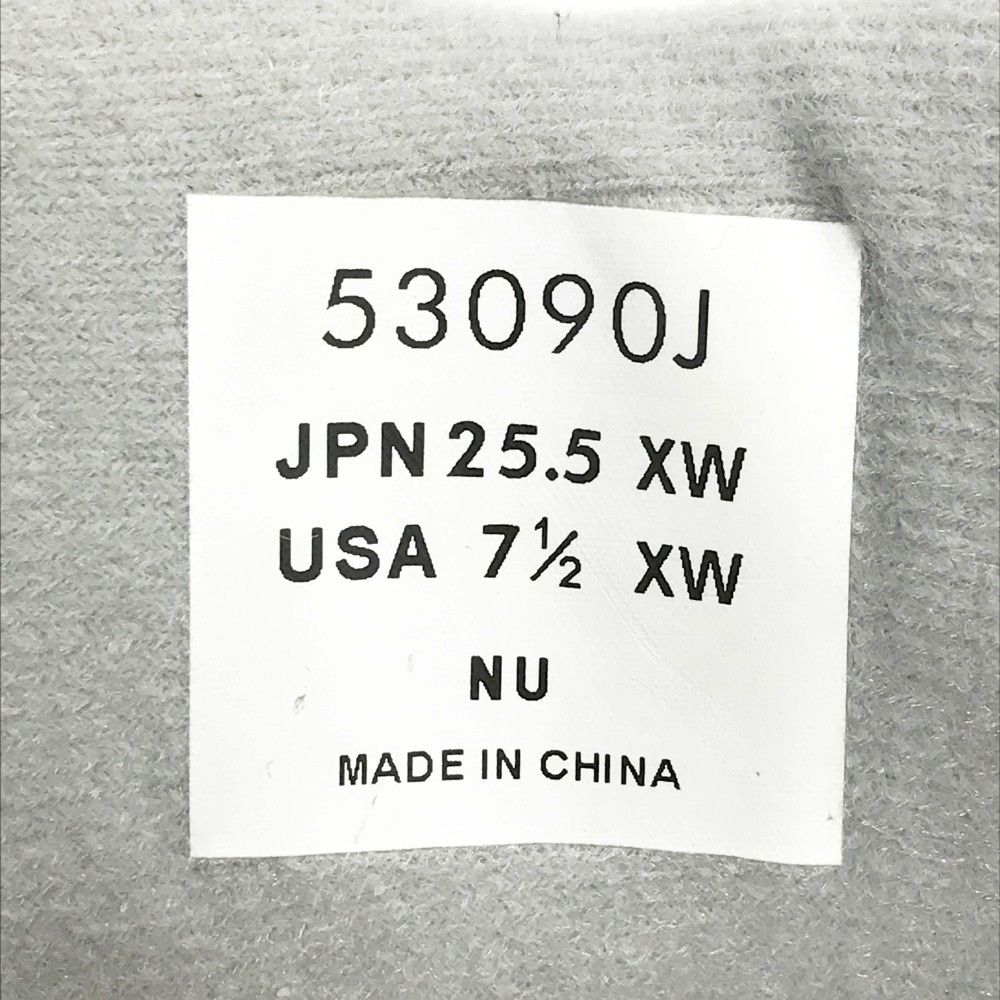 53090J
JPN 25.5 XW
USA 7½ XW
NU
MADE IN CHINA